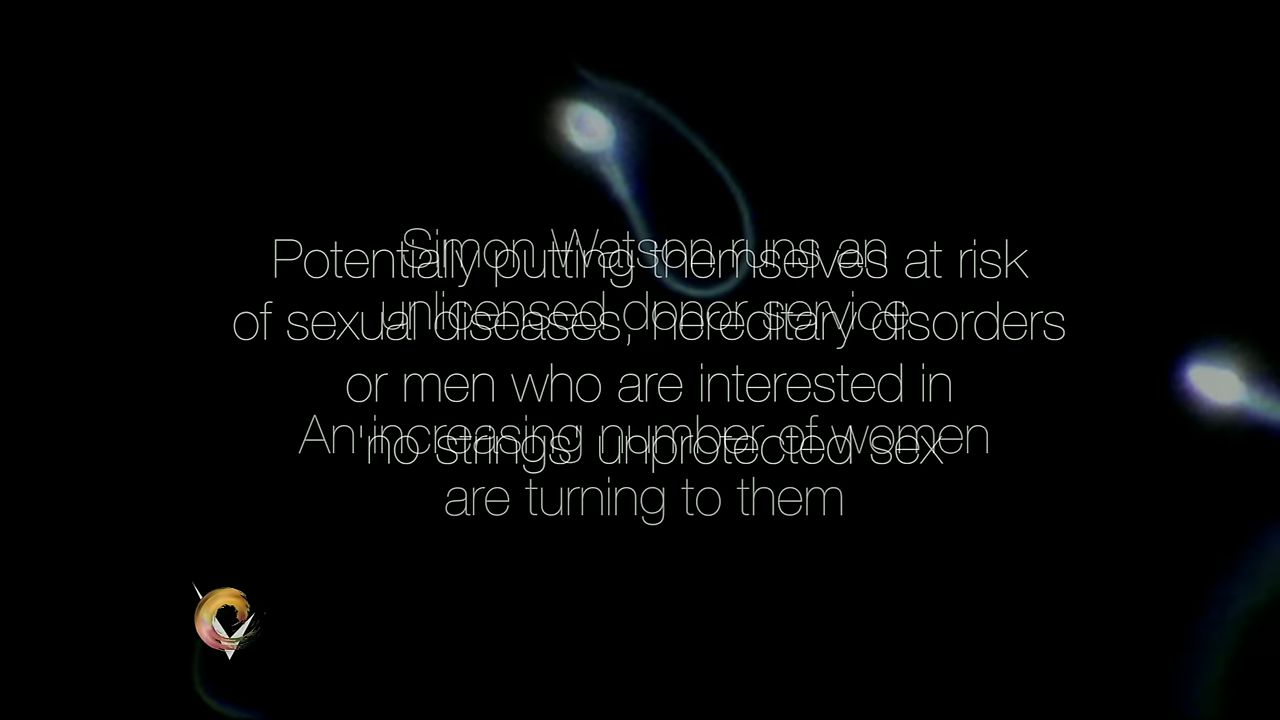 Simon Watson runs an
unlicensed donor service
An increasing number of women
are turning to them
Potentially putting themselves at risk
of sexual diseases, hereditary disorders
or men who are interested in
'no strings' unprotected sex